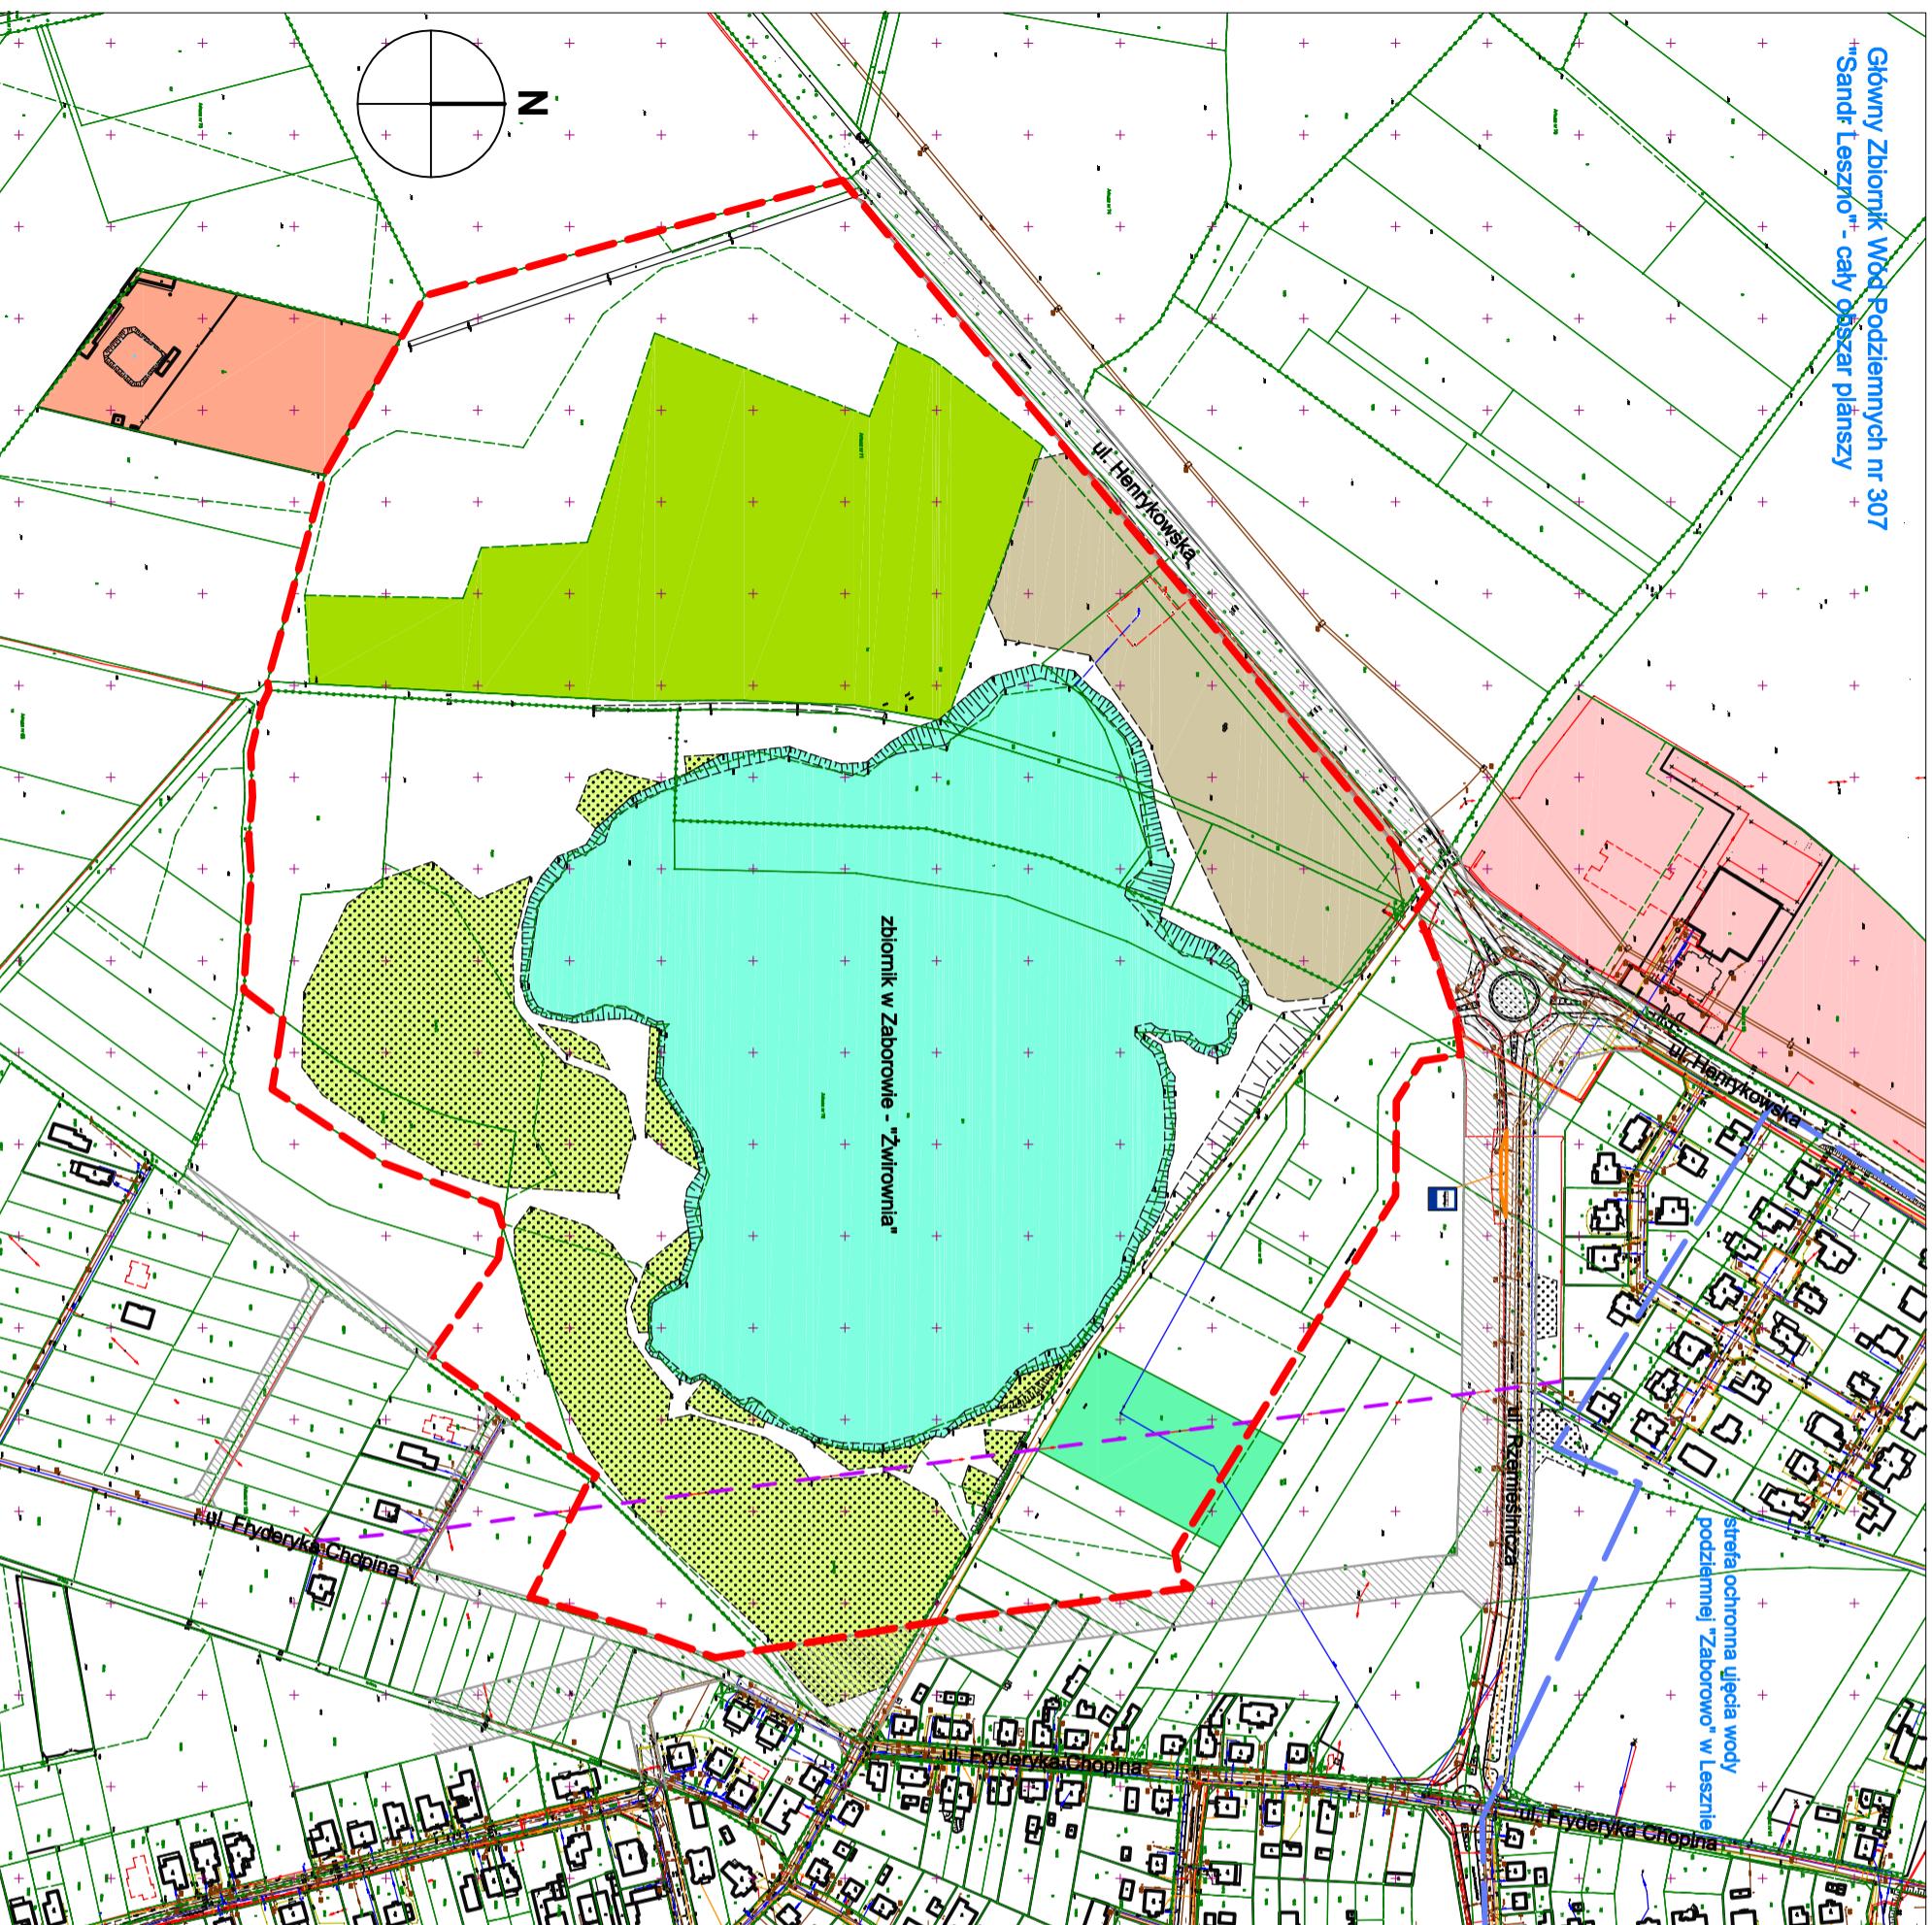 Główny Zbiornik Wód Podziemnych nr 307
"Sandr Leszno" - cały obszar planszy
N
ul. Henrykowska
zbiornik w Zaborowie - "Żwirownia"
ul. Henrykowska
ul. Rzemieślnicza
strefa ochronna ujęcia wody
podziemnej "Zaborowo" w Lesznie
ul. Fryderyka Chopina
ul. Fryderyka Chopina
ul. Fryderyka Chopina